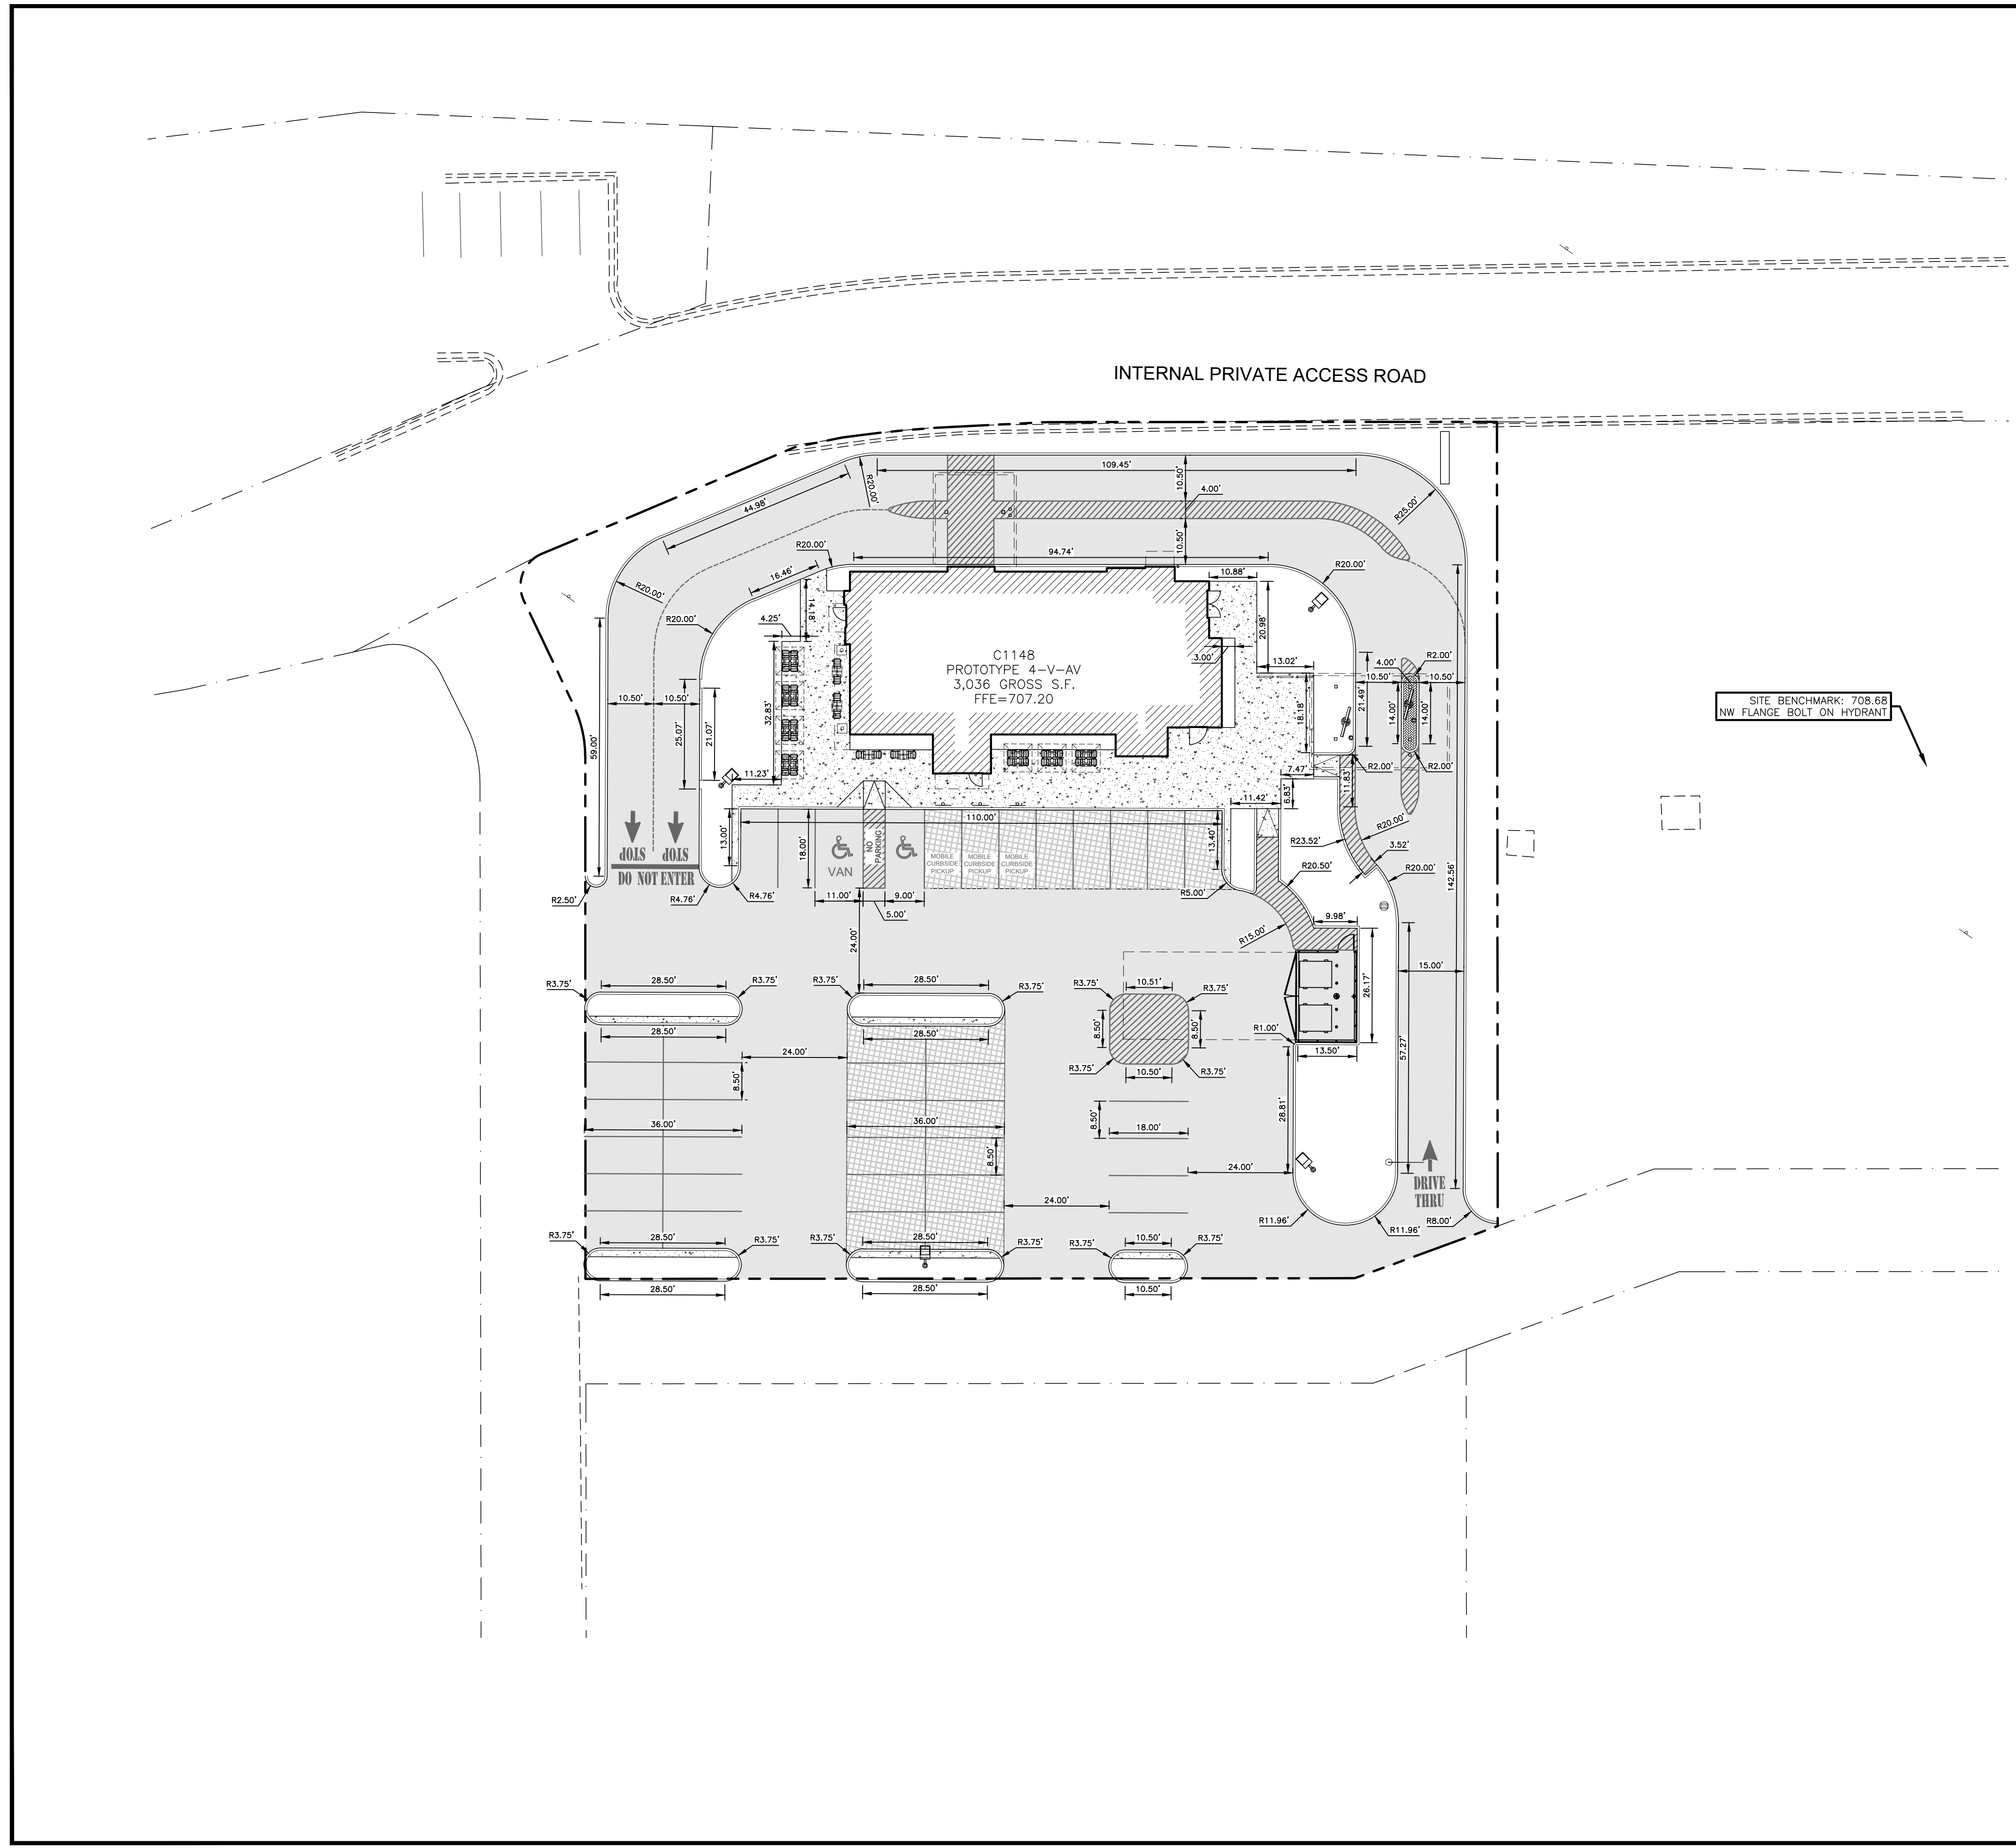 INTERNAL PRIVATE ACCESS ROAD
109.45'
10.50'
4.00'
R20.00'
44.98'
R25.00'
10.50'
R20.00'
94.74'
16.46'
10.88'
R20.00'
R20.00'
14.18'
R20.00'
4.25'
20.98'
C1148
PROTOTYPE 4-V-AV
3,036 GROSS S.F.
FFE=707.20
3.00'
13.02'
4.00'
R2.00'
10.50'
10.50'
10.50'
10.50'
21.49'
14.00'
14.00'
18.18'
SITE BENCHMARK: 708.68
NW FLANGE BOLT ON HYDRANT
59.00'
25.07'
21.07'
32.83'
11.23'
7.47'
R2.00'
R2.00'
11.83'
6.83'
11.42'
110.00'
13.00'
18.00'
13.40'
R20.00'
R23.52'
3.52'
STOP
STOP
DO NOT ENTER
NO
PARKING
VAN
MOBILE
CURBSIDE
PICKUP
MOBILE
CURBSIDE
PICKUP
MOBILE
CURBSIDE
PICKUP
R20.50'
R20.00'
142.56'
R2.50'
R4.76'
R4.76'
11.00'
9.00'
5.00'
R5.00'
9.98'
24.00'
R15.00'
15.00'
R3.75'
28.50'
R3.75'
R3.75'
28.50'
R3.75'
R3.75'
10.51'
R3.75'
26.17'
8.50'
8.50'
28.50'
28.50'
R1.00'
24.00'
13.50'
57.27'
R3.75'
10.50'
R3.75'
8.50'
36.00'
36.00'
8.50'
18.00'
28.81'
8.50'
24.00'
24.00'
DRIVE
THRU
R11.96'
R11.96'
R8.00'
R3.75'
28.50'
R3.75'
R3.75'
28.50'
R3.75'
R3.75'
10.50'
R3.75'
28.50'
28.50'
10.50'